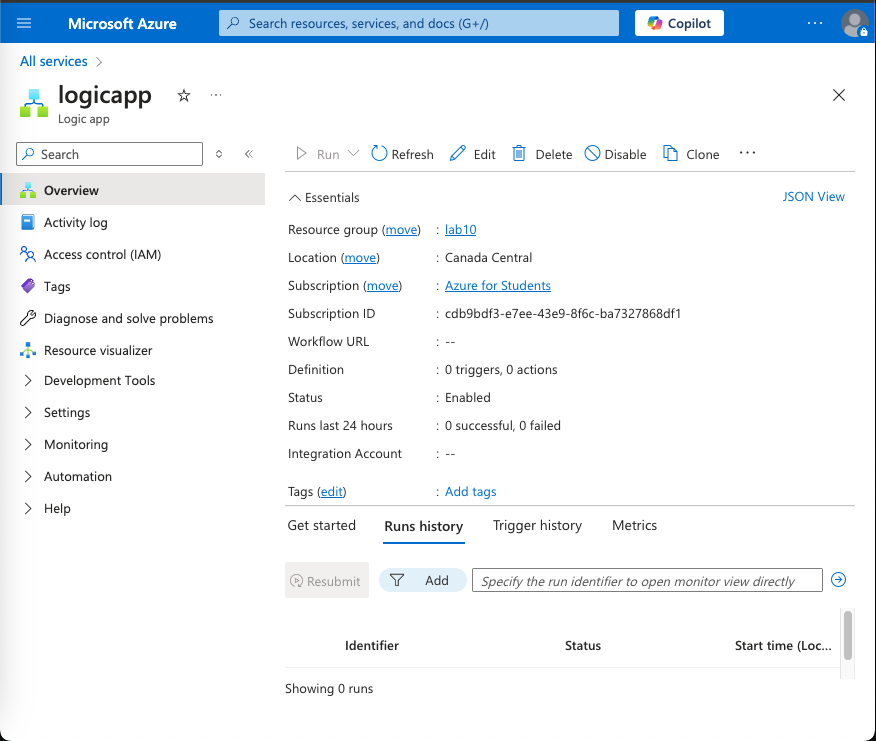 Microsoft Azure
Search resources, services, and docs (G+/)
Copilot
All services
logicapp
Logic app
Search
Run
Refresh
Edit
Delete
Disable
Clone
Overview
Activity log
Access control (IAM)
Tags
Diagnose and solve problems
Resource visualizer
Development Tools
Settings
Monitoring
Automation
Help
Essentials
JSON View
Resource group (move) : lab10
Location (move) : Canada Central
Subscription (move) : Azure for Students
Subscription ID : cdb9bdf3-e7ee-43e9-8f6c-ba7327868df1
Workflow URL : --
Definition : 0 triggers, 0 actions
Status : Enabled
Runs last 24 hours : 0 successful, 0 failed
Integration Account : --
Tags (edit) : Add tags
Get started
Runs history
Trigger history
Metrics
Resubmit
Add
Specify the run identifier to open monitor view directly
Identifier
Status
Start time (Loc...
Showing 0 runs